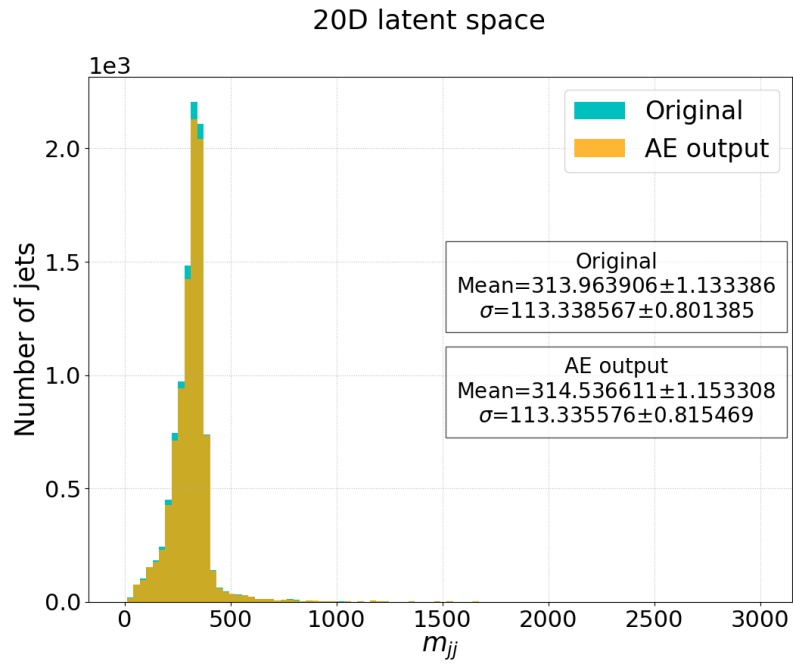 20D latent space
1e3
Original
AE output
2.0
1.5
1.0
0.5
0.0
Number of jets
Original
Mean=313.963906±1.133386
σ=113.338567±0.801385
AE output
Mean=314.536611±1.153308
σ=113.335576±0.815469
0 500 1000 1500 2000 2500 3000
m_{jj}